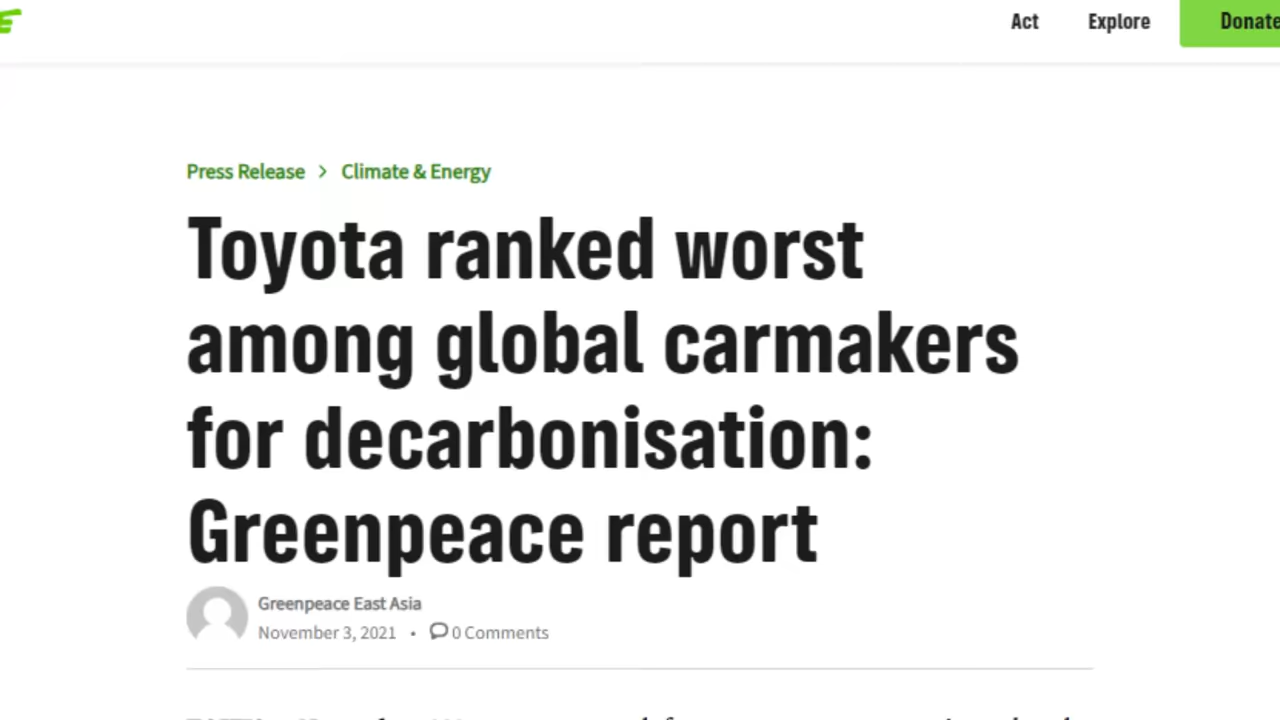 Act Explore Donate
Press Release > Climate & Energy
Toyota ranked worst
among global carmakers
for decarbonisation:
Greenpeace report
Greenpeace East Asia
November 3, 2021 • 0 Comments